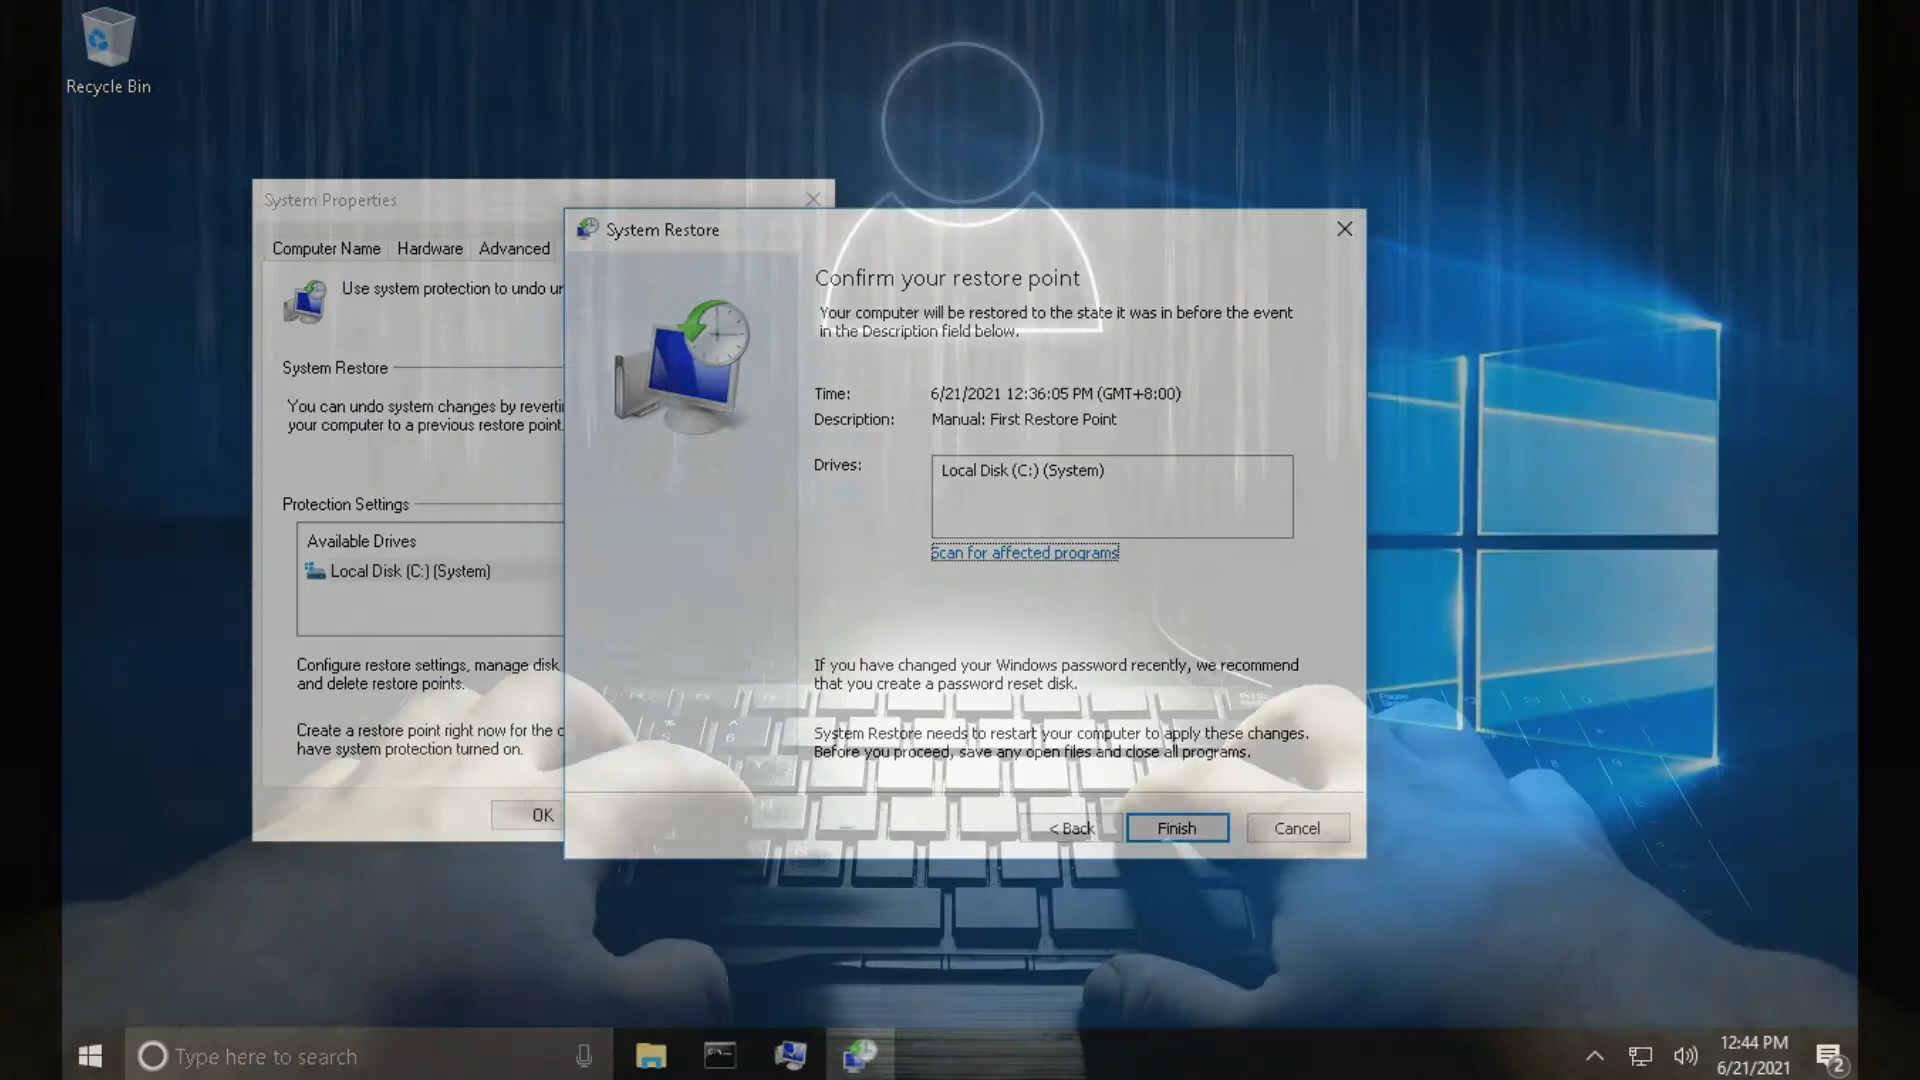 Recycle Bin
System Properties
Computer Name
Hardware
Advanced
Use system protection to undo un
System Restore
You can undo system changes by reverti
your computer to a previous restore point.
Protection Settings
Available Drives
Local Disk (C:) (System)
Configure restore settings, manage disk
and delete restore points.
Create a restore point right now for the
have system protection turned on.
OK
System Restore
Confirm your restore point
Your computer will be restored to the state it was in before the event
in the Description field below.
Time: 6/21/2021 12:36:05 PM (GMT+8:00)
Description: Manual: First Restore Point
Drives: Local Disk (C:) (System)
Scan for affected programs
If you have changed your Windows password recently, we recommend
that you create a password reset disk.
System Restore needs to restart your computer to apply these changes.
Before you proceed, save any open files and close all programs.
< Back
Finish
Cancel
Type here to search
12:44 PM
6/21/2021
2